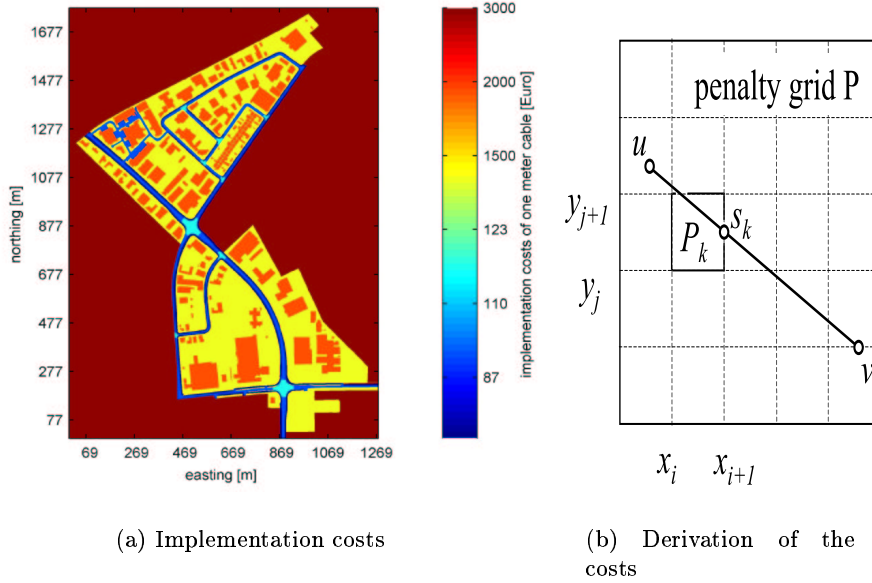 1677
1477
1277
1077
877
677
477
277
77
northing [m]
69 269 469 669 869 1069 1269
easting [m]
3000
2000
1500
123
110
87
implementation costs of one meter cable [Euro]
(a) Implementation costs
penalty grid P
u
y_{j+1}
s_k
P_k
y_j
v
x_i x_{i+1}
(b) Derivation of the
costs